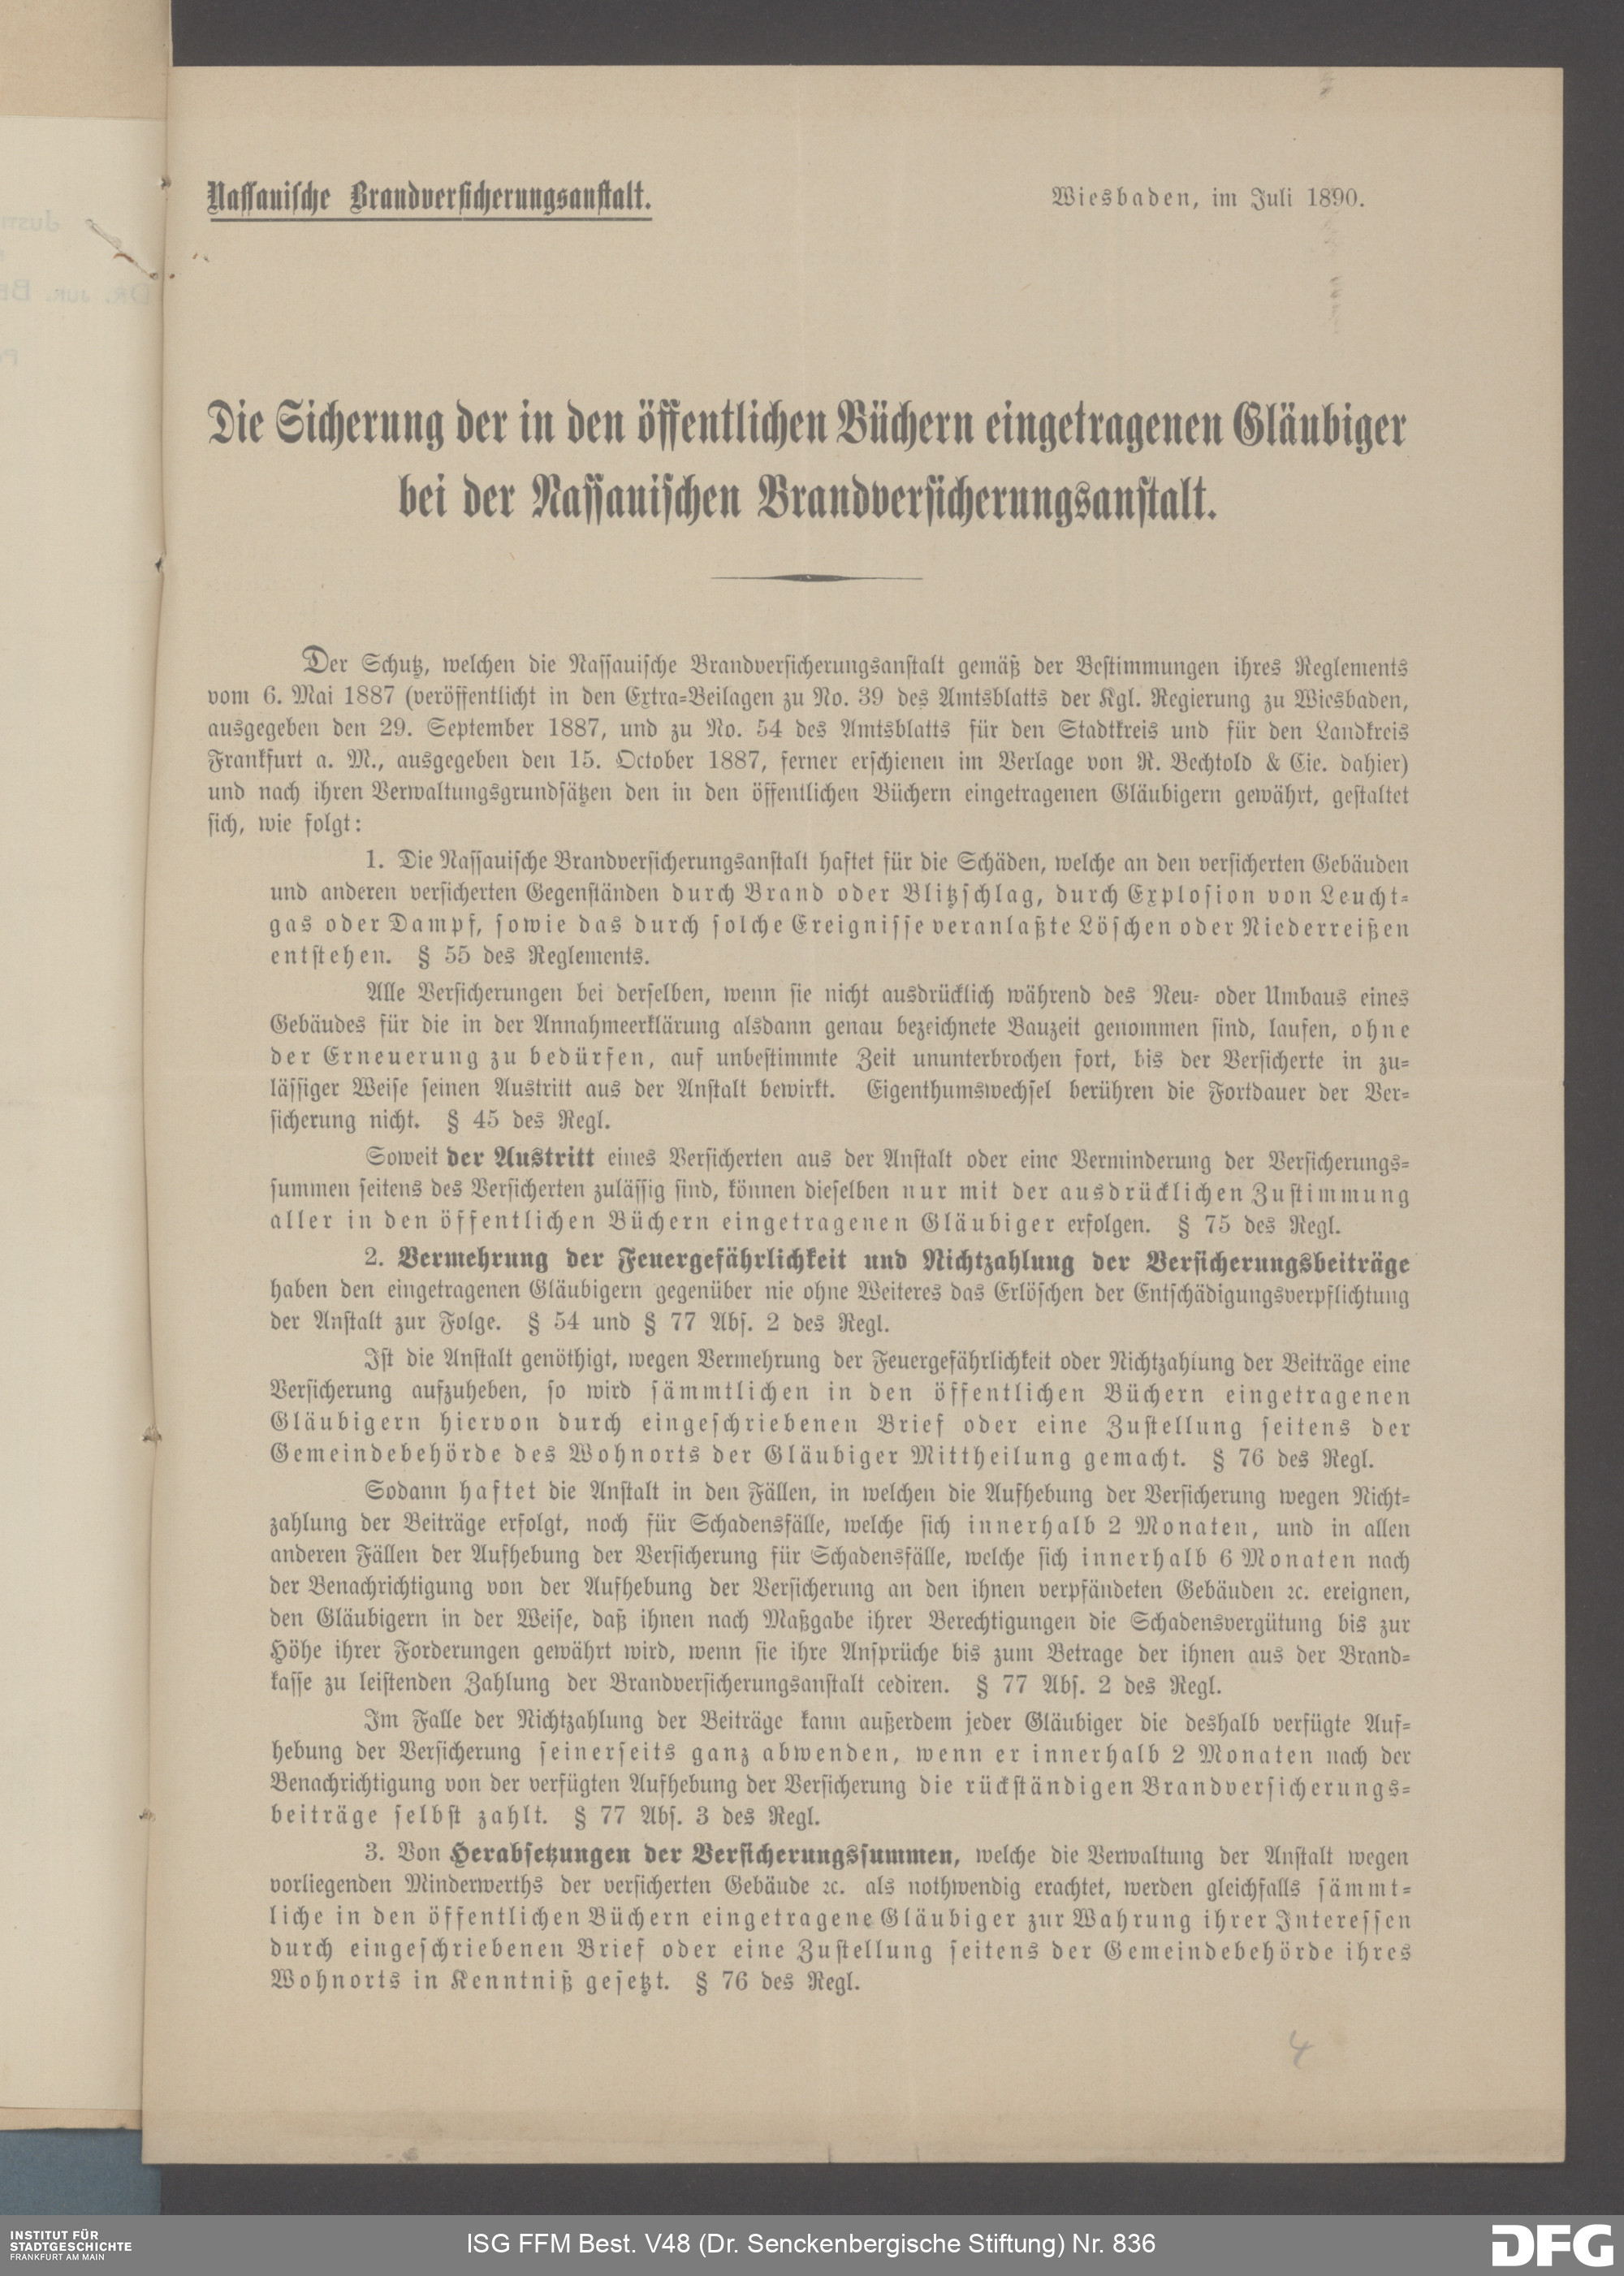 Nassauische Brandversicherungsanstalt.
Wiesbaden, im Juli 1890.
Die Sicherung der in den öffentlichen Büchern eingetragenen Gläubiger
bei der Nassauischen Brandversicherungsanstalt.
Der Schutz, welchen die Nassauische Brandversicherungsanstalt gemäß der Bestimmungen ihres Reglements
vom 6. Mai 1887 (veröffentlicht in den Extra-Beilagen zu No. 39 des Amtsblatts der Kgl. Regierung zu Wiesbaden,
ausgegeben den 29. September 1887, und zu No. 54 des Amtsblatts für den Stadtkreis und für den Landkreis
Frankfurt a. M., ausgegeben den 15. October 1887, ferner erschienen im Verlage von R. Bechtold & Cie. dahier)
und nach ihren Verwaltungsgrundsätzen den in den öffentlichen Büchern eingetragenen Gläubigern gewährt, gestaltet
sich, wie folgt:
1. Die Nassauische Brandversicherungsanstalt haftet für die Schäden, welche an den versicherten Gebäuden
und anderen versicherten Gegenständen durch Brand oder Blitzschlag, durch Explosion von Leucht-
gas oder Dampf, sowie das durch solche Ereignisse veranlaßte Löschen oder Niederreißen
entstehen. § 55 des Reglements.
Alle Versicherungen bei derselben, wenn sie nicht ausdrücklich während des Neu- oder Umbaus eines
Gebäudes für die in der Annahmeerklärung alsdann genau bezeichnete Bauzeit genommen sind, laufen, ohne
der Erneuerung zu bedürfen, auf unbestimmte Zeit ununterbrochen fort, bis der Versicherte in zu-
lässiger Weise seinen Austritt aus der Anstalt bewirkt. Eigenthumswechsel berühren die Fortdauer der Ver-
sicherung nicht. § 45 des Regl.
Soweit der Austritt eines Versicherten aus der Anstalt oder eine Verminderung der Versicherungs-
summen seitens des Versicherten zulässig sind, können dieselben nur mit der ausdrücklichen Zustimmung
aller in den öffentlichen Büchern eingetragenen Gläubiger erfolgen. § 75 des Regl.
2. Vermehrung der Feuergefährlichkeit und Nichtzahlung der Versicherungsbeiträge
haben den eingetragenen Gläubigern gegenüber nie ohne Weiteres das Erlöschen der Entschädigungsverpflichtung
der Anstalt zur Folge. § 54 und § 77 Abs. 2 des Regl.
Ist die Anstalt genöthigt, wegen Vermehrung der Feuergefährlichkeit oder Nichtzahlung der Beiträge eine
Versicherung aufzuheben, so wird sämmtlichen in den öffentlichen Büchern eingetragenen
Gläubigern hiervon durch eingeschriebenen Brief oder eine Zustellung seitens der
Gemeindebehörde des Wohnorts der Gläubiger Mittheilung gemacht. § 76 des Regl.
Sodann haftet die Anstalt in den Fällen, in welchen die Aufhebung der Versicherung wegen Nicht-
zahlung der Beiträge erfolgt, noch für Schadensfälle, welche sich innerhalb 2 Monaten, und in allen
anderen Fällen der Aufhebung der Versicherung für Schadensfälle, welche sich innerhalb 6 Monaten nach
der Benachrichtigung von der Aufhebung der Versicherung an den ihnen verpfändeten Gebäuden ꝛc. ereignen,
den Gläubigern in der Weise, daß ihnen nach Maßgabe ihrer Berechtigungen die Schadensvergütung bis zur
Höhe ihrer Forderungen gewährt wird, wenn sie ihre Ansprüche bis zum Betrage der ihnen aus der Brand-
kasse zu leistenden Zahlung der Brandversicherungsanstalt cediren. § 77 Abs. 2 des Regl.
Im Falle der Nichtzahlung der Beiträge kann außerdem jeder Gläubiger die deshalb verfügte Auf-
hebung der Versicherung seinerseits ganz abwenden, wenn er innerhalb 2 Monaten nach der
Benachrichtigung von der verfügten Aufhebung der Versicherung die rückständigen Brandversicherungs-
beiträge selbst zahlt. § 77 Abs. 3 des Regl.
3. Von Herabsetzungen der Versicherungssummen, welche die Verwaltung der Anstalt wegen
vorliegenden Minderwerths der versicherten Gebäude ꝛc. als nothwendig erachtet, werden gleichfalls sämmt-
liche in den öffentlichen Büchern eingetragene Gläubiger zur Wahrung ihrer Interessen
durch eingeschriebenen Brief oder eine Zustellung seitens der Gemeindebehörde ihres
Wohnorts in Kenntniß gesetzt. § 76 des Regl.
4
INSTITUT FÜR
STADTGESCHICHTE
FRANKFURT AM MAIN
ISG FFM Best. V48 (Dr. Senckenbergische Stiftung) Nr. 836
DFG